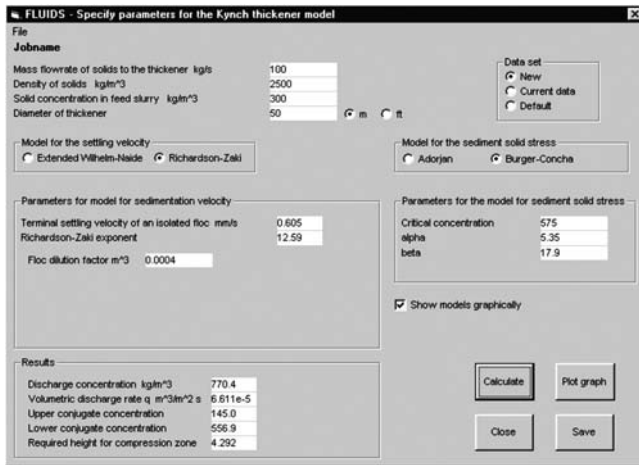 FLUIDS - Specify parameters for the Kynch thickener model
File
Jobname
Mass flowrate of solids to the thickener kg/s 100
Density of solids kg/m^3 2500
Solid concentration in feed slurry kg/m^3 300
Diameter of thickener 50 m ft
Data set
New
Current data
Default
Model for the settling velocity
Extended Wilhelm-Naide Richardson-Zaki
Model for the sediment solid stress
Adorjan Burger-Concha
Parameters for model for sedimentation velocity
Terminal settling velocity of an isolated floc mm/s 0.605
Richardson-Zaki exponent 12.59
Floc dilution factor m^3 0.0004
Parameters for the model for sediment solid stress
Critical concentration 575
alpha 5.35
beta 17.9
Show models graphically
Results
Discharge concentration kg/m^3 770.4
Volumetric discharge rate q m^3/m^2 s 6.611e-5
Upper conjugate concentration 145.0
Lower conjugate concentration 556.9
Required height for compression zone 4.292
Calculate Plot graph
Close Save